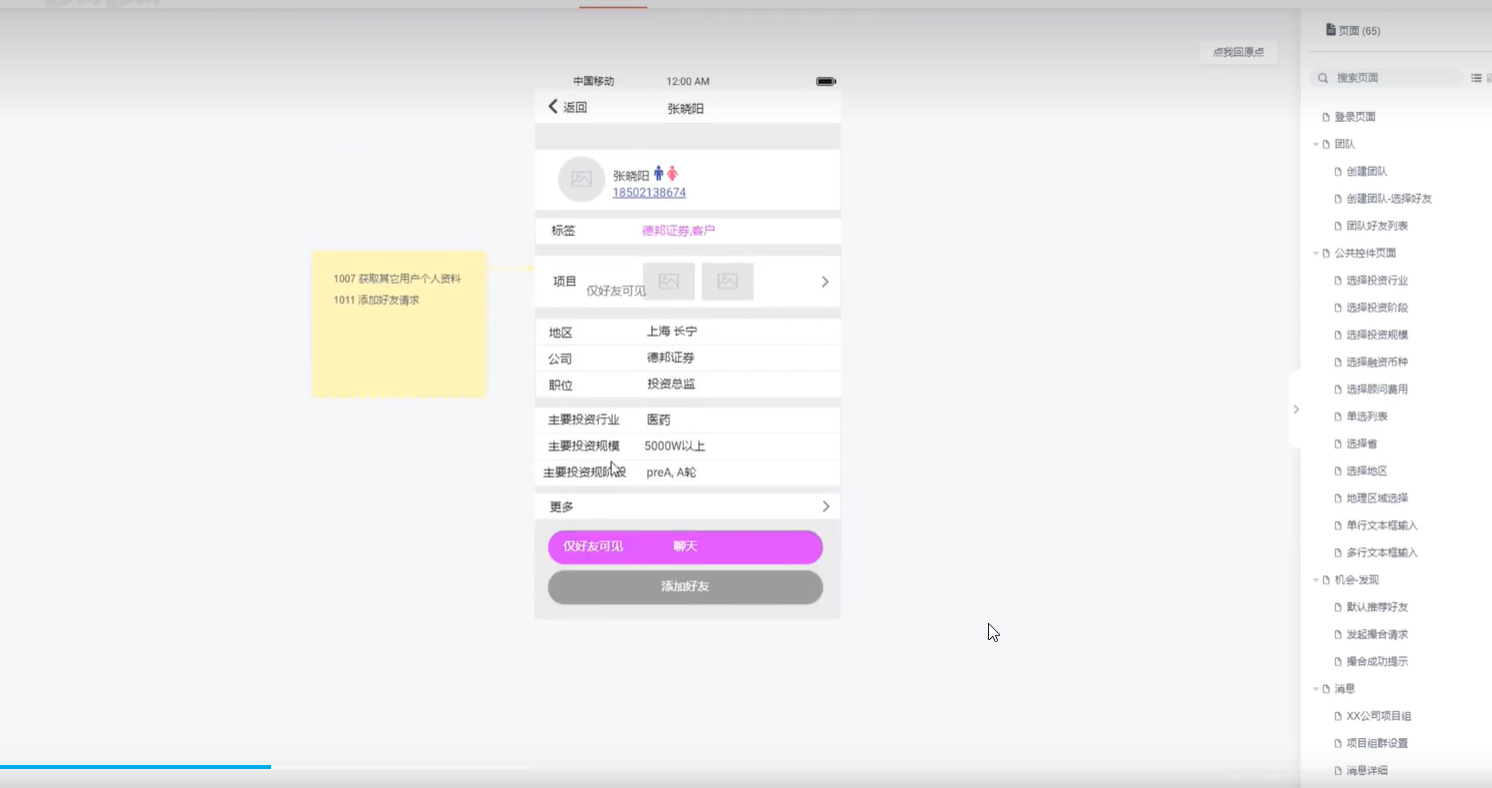 页面 (65)
点我回原点
搜索页面
中国移动 12:00 AM
返回 张晓阳
张晓阳
18502138674
标签 德邦证券,客户
项目 仅好友可见
地区 上海 长宁
公司 德邦证券
职位 投资总监
主要投资行业 医药
主要投资规模 5000W以上
主要投资规阶段 preA, A轮
更多
仅好友可见 聊天
添加好友
1007 获取其它用户个人资料
1011 添加好友请求
登录页面
团队
创建团队
创建团队-选择好友
团队好友列表
公共控件页面
选择投资行业
选择投资阶段
选择投资规模
选择融资币种
选择顾问费用
单选列表
选择省
选择地区
地理区域选择
单行文本框输入
多行文本框输入
机会-发现
默认推荐好友
发起撮合请求
撮合成功提示
消息
XX公司项目组
项目组群设置
消息详细